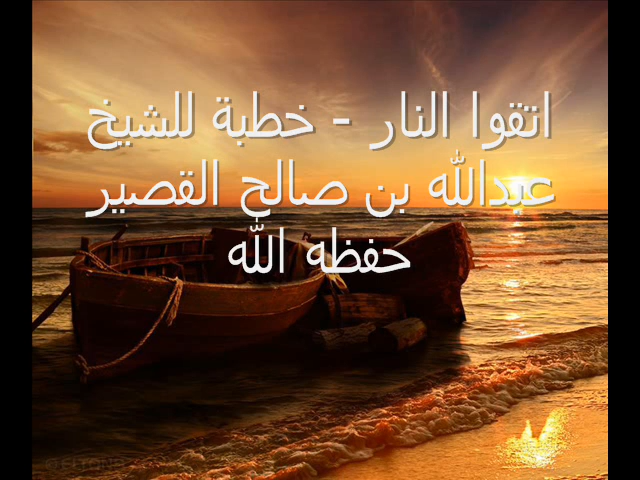 اتقوا النار - خطبة للشيخ
عبدالله بن صالح القصير
حفظه الله